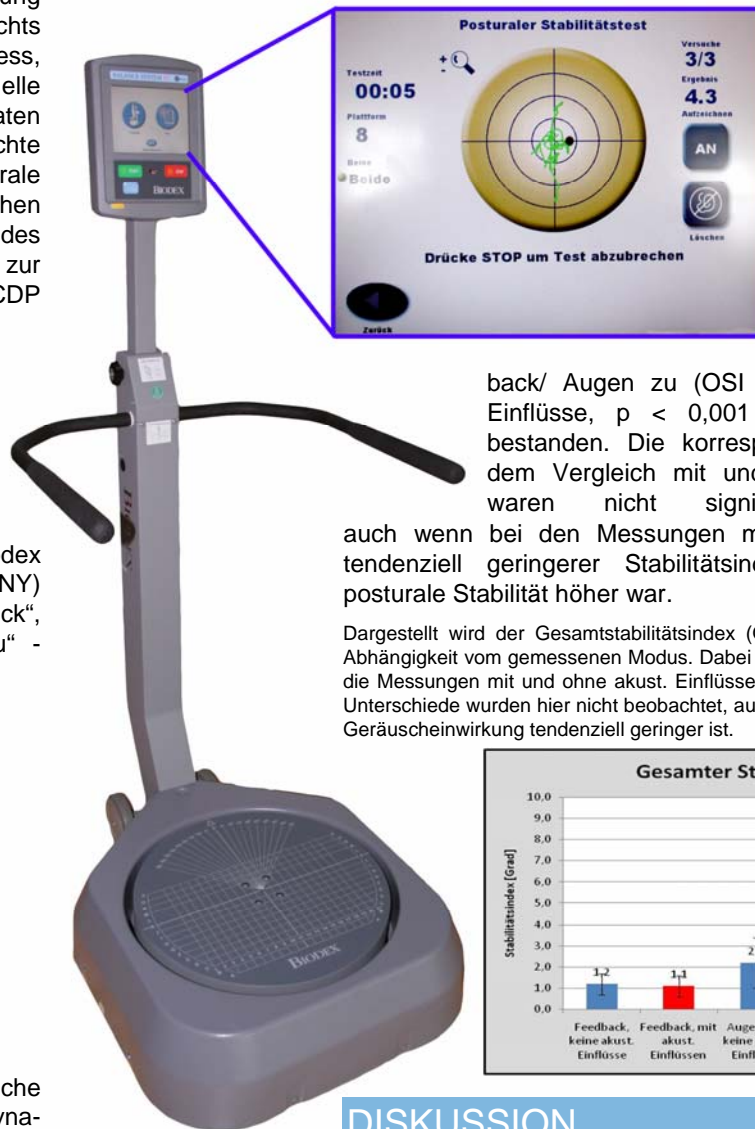 ung
chts
ess,
elle
aten
chte
rale
chen
des
zur
CDP
dex
NY)
ck“,
u“ -
che
yna-
BALANCE SYSTEM
BIODEX
BIODEX
Posturaler Stabilitätstest
Testzeit
00:05
Plattform
8
Beine
Beide
+
-
Versuche
3/3
Ergebnis
4.3
Aufzeichnen
AN
Löschen
Drücke STOP um Test abzubrechen
Zurück
back/ Augen zu (OSI
Einflüsse, p < 0,001
bestanden. Die korresp
dem Vergleich mit und
waren nicht signi
auch wenn bei den Messungen m
tendenziell geringerer Stabilitätsind
posturale Stabilität höher war.
Dargestellt wird der Gesamtstabilitätsindex (
Abhängigkeit vom gemessenen Modus. Dabei
die Messungen mit und ohne akust. Einflüsse
Unterschiede wurden hier nicht beobachtet, au
Geräuscheinwirkung tendenziell geringer ist.
Gesamter St
Stabilitätsindex [Grad]
10,0
9,0
8,0
7,0
6,0
5,0
4,0
3,0
2,0
1,0
0,0
1,2
1,1
2
Feedback,
keine akust.
Einflüsse
Feedback, mit
akust.
Einflüssen
Auge
keine
Einfl
DISKUSSION